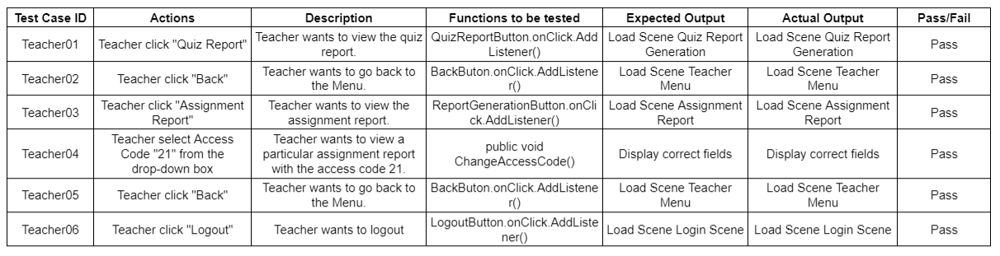 Test Case ID Actions Description Functions to be tested Expected Output Actual Output Pass/Fail
Teacher01 Teacher click "Quiz Report" Teacher wants to view the quiz report. QuizReportButton.onClick.AddListener() Load Scene Quiz Report Generation Load Scene Quiz Report Generation Pass
Teacher02 Teacher click "Back" Teacher wants to go back to the Menu. BackButon.onClick.AddListener() Load Scene Teacher Menu Load Scene Teacher Menu Pass
Teacher03 Teacher click "Assignment Report" Teacher wants to view the assignment report. ReportGenerationButton.onClick.AddListener() Load Scene Assignment Report Load Scene Assignment Report Pass
Teacher04 Teacher select Access Code "21" from the drop-down box Teacher wants to view a particular assignment report with the access code 21. public void ChangeAccessCode() Display correct fields Display correct fields Pass
Teacher05 Teacher click "Back" Teacher wants to go back to the Menu. BackButon.onClick.AddListener() Load Scene Teacher Menu Load Scene Teacher Menu Pass
Teacher06 Teacher click "Logout" Teacher wants to logout LogoutButton.onClick.AddListener() Load Scene Login Scene Load Scene Login Scene Pass